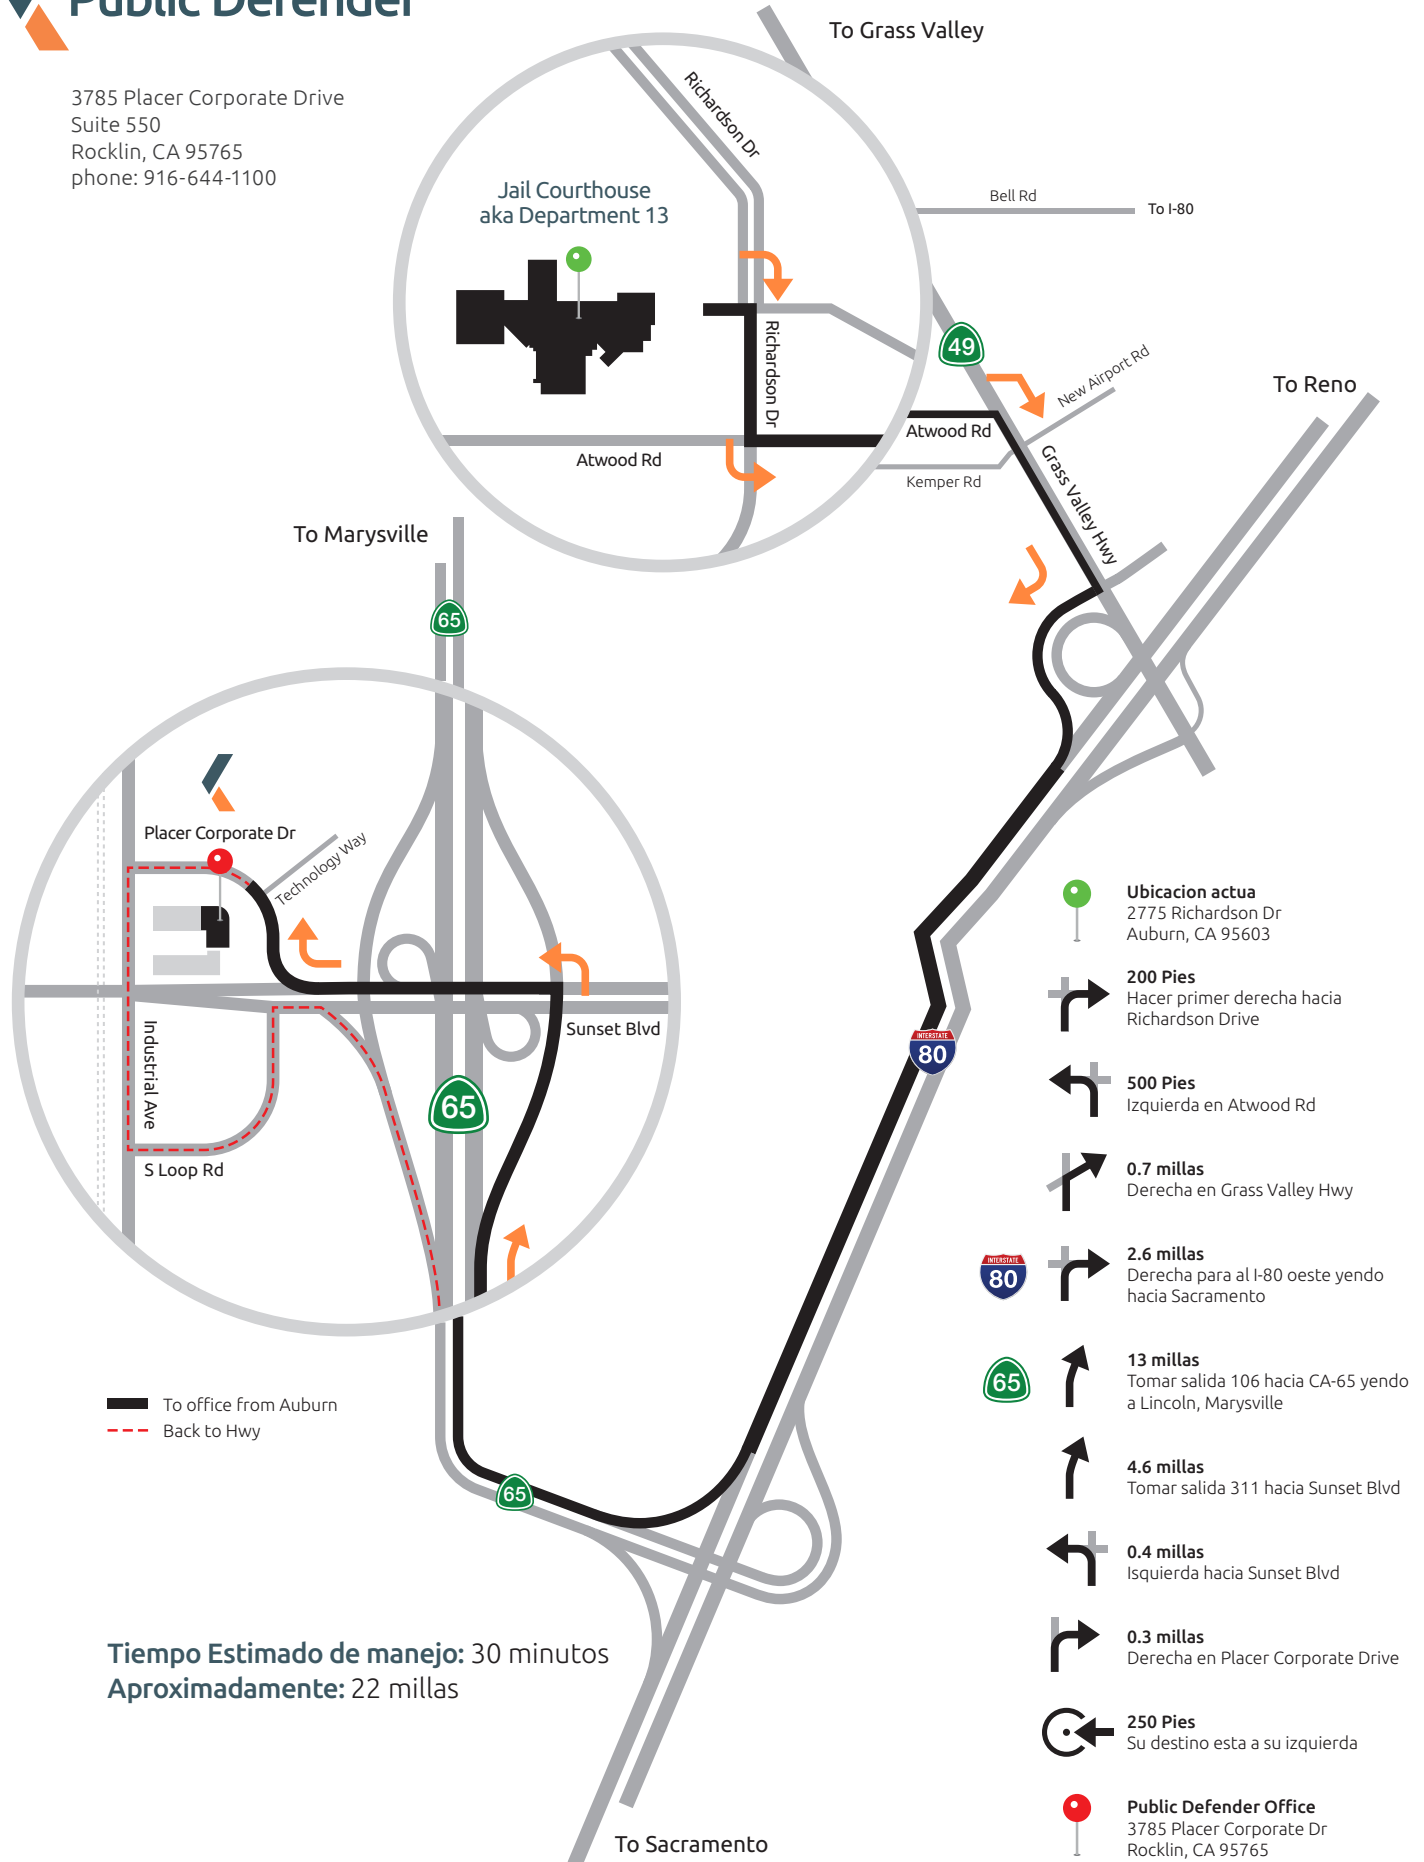 Public Defender
3785 Placer Corporate Drive
Suite 550
Rocklin, CA 95765
phone: 916-644-1100
To Grass Valley
Richardson Dr
Jail Courthouse
aka Department 13
Bell Rd
To I-80
Richardson Dr
49
New Airport Rd
To Reno
Atwood Rd
Atwood Rd
Kemper Rd
Grass Valley Hwy
To Marysville
65
Placer Corporate Dr
Technology Way
Sunset Blvd
Industrial Ave
65
S Loop Rd
INTERSTATE
80
To office from Auburn
Back to Hwy
65
Tiempo Estimado de manejo: 30 minutos
Aproximadamente: 22 millas
To Sacramento
Ubicacion actua
2775 Richardson Dr
Auburn, CA 95603
200 Pies
Hacer primer derecha hacia
Richardson Drive
500 Pies
Izquierda en Atwood Rd
0.7 millas
Derecha en Grass Valley Hwy
INTERSTATE
80
2.6 millas
Derecha para al I-80 oeste yendo
hacia Sacramento
65
13 millas
Tomar salida 106 hacia CA-65 yendo
a Lincoln, Marysville
4.6 millas
Tomar salida 311 hacia Sunset Blvd
0.4 millas
Isquierda hacia Sunset Blvd
0.3 millas
Derecha en Placer Corporate Drive
250 Pies
Su destino esta a su izquierda
Public Defender Office
3785 Placer Corporate Dr
Rocklin, CA 95765